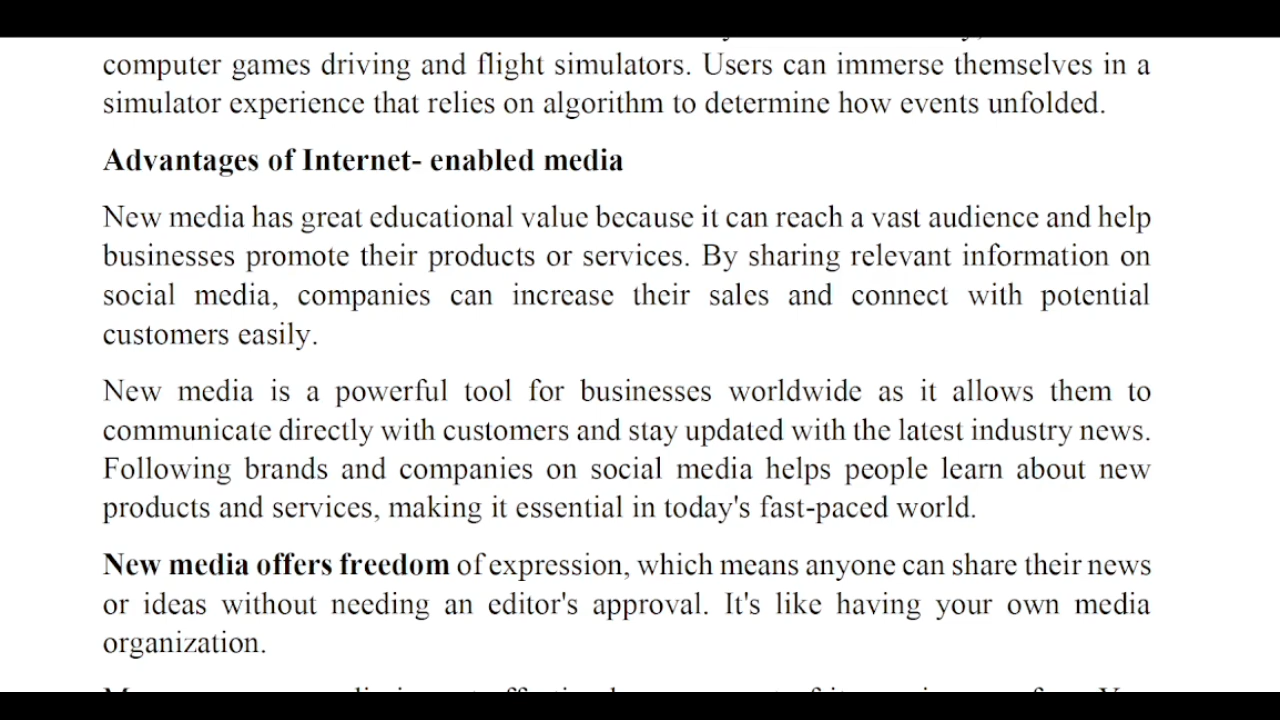 computer games driving and flight simulators. Users can immerse themselves in a
simulator experience that relies on algorithm to determine how events unfolded.
Advantages of Internet- enabled media
New media has great educational value because it can reach a vast audience and help
businesses promote their products or services. By sharing relevant information on
social media, companies can increase their sales and connect with potential
customers easily.
New media is a powerful tool for businesses worldwide as it allows them to
communicate directly with customers and stay updated with the latest industry news.
Following brands and companies on social media helps people learn about new
products and services, making it essential in today's fast-paced world.
New media offers freedom of expression, which means anyone can share their news
or ideas without needing an editor's approval. It's like having your own media
organization.